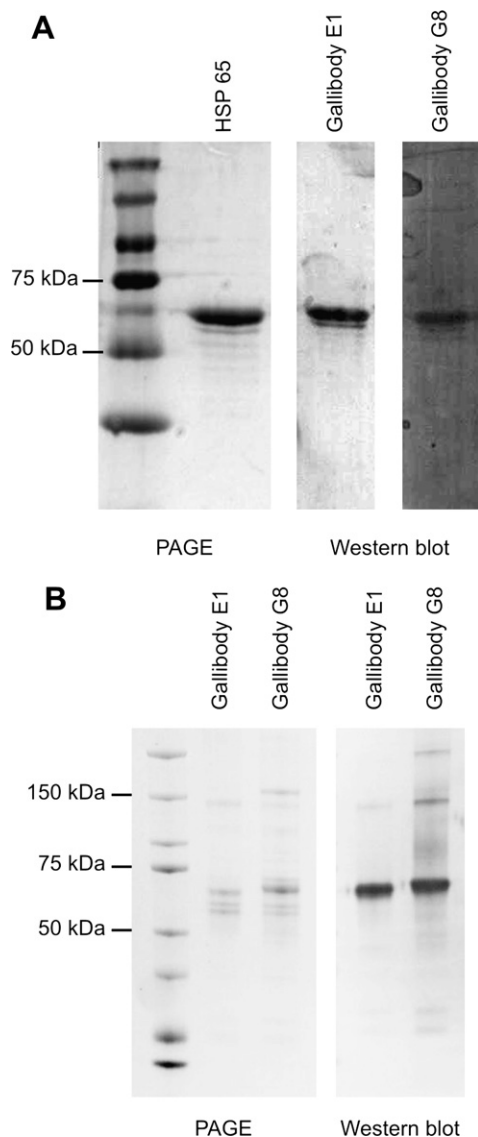 A
HSP 65
Gallibody E1
Gallibody G8
75 kDa
50 kDa
PAGE
Western blot
B
Gallibody E1
Gallibody G8
Gallibody E1
Gallibody G8
150 kDa
75 kDa
50 kDa
PAGE
Western blot